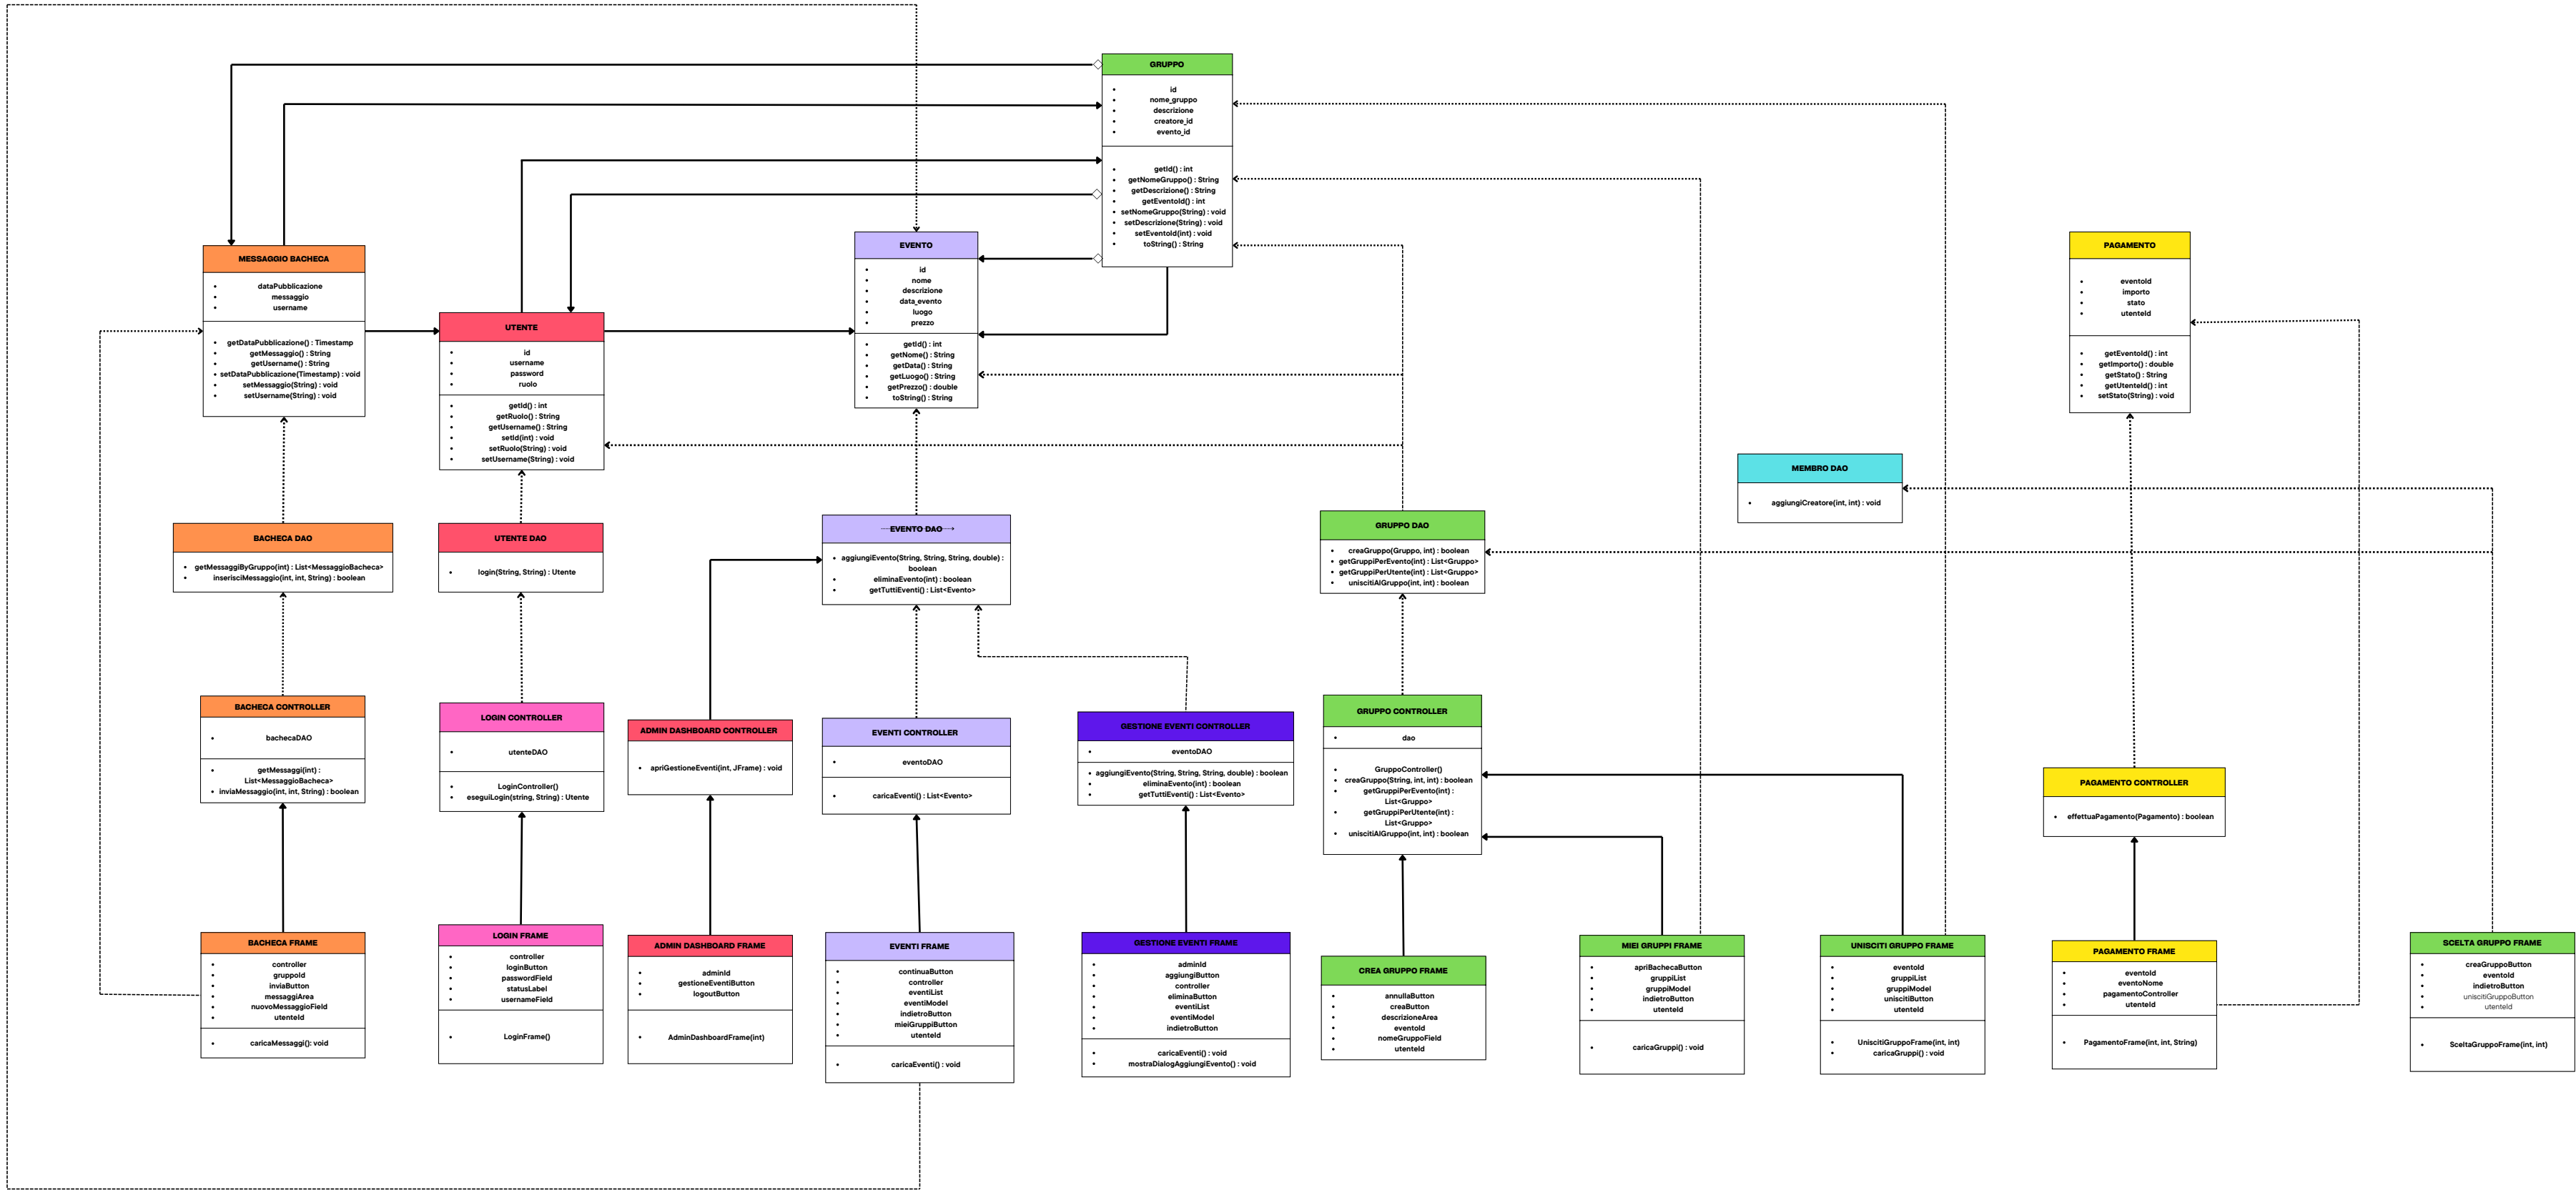 GRUPPO
id
nome_gruppo
descrizione
creatore_id
evento_id
getId() : int
getNomeGruppo() : String
getDescrizione() : String
getEventoId() : int
setNomeGruppo(String) : void
setDescrizione(String) : void
setEventoId(int) : void
toString() : String
MESSAGGIO BACHECA
dataPubblicazione
messaggio
username
getDataPubblicazione() : Timestamp
getMessaggio() : String
getUsername() : String
setDataPubblicazione(Timestamp) : void
setMessaggio(String) : void
setUsername(String) : void
UTENTE
id
username
password
ruolo
getId() : int
getRuolo() : String
getUsername() : String
setId(int) : void
setRuolo(String) : void
setUsername(String) : void
EVENTO
id
nome
descrizione
data_evento
luogo
prezzo
getId() : int
getNome() : String
getData() : String
getLuogo() : String
getPrezzo() : double
toString() : String
PAGAMENTO
eventoId
importo
stato
utenteId
getEventoId() : int
getImporto() : double
getStato() : String
getUtenteId() : int
setStato(String) : void
MEMBRO DAO
aggiungiCreatore(int, int) : void
BACHECA DAO
getMessaggiByGruppo(int) : List<MessaggioBacheca>
inserisciMessaggio(int, int, String) : boolean
UTENTE DAO
login(String, String) : Utente
EVENTO DAO
aggiungiEvento(String, String, String, double) :
boolean
eliminaEvento(int) : boolean
getTuttiEventi() : List<Evento>
GRUPPO DAO
creaGruppo(Gruppo, int) : boolean
getGruppiPerEvento(int) : List<Gruppo>
getGruppiPerUtente(int) : List<Gruppo>
uniscitiAlGruppo(int, int) : boolean
BACHECA CONTROLLER
bachecaDAO
getMessaggi(int) :
List<MessaggioBacheca>
inviaMessaggio(int, int, String) : boolean
LOGIN CONTROLLER
utenteDAO
LoginController()
eseguiLogin(string, String) : Utente
ADMIN DASHBOARD CONTROLLER
apriGestioneEventi(int, JFrame) : void
EVENTI CONTROLLER
eventoDAO
caricaEventi() : List<Evento>
GESTIONE EVENTI CONTROLLER
eventoDAO
aggiungiEvento(String, String, String, double) : boolean
eliminaEvento(int) : boolean
getTuttiEventi() : List<Evento>
GRUPPO CONTROLLER
dao
GruppoController()
creaGruppo(String, int, int) : boolean
getGruppiPerEvento(int) :
List<Gruppo>
getGruppiPerUtente(int) :
List<Gruppo>
unisciitiAlGruppo(int, int) : boolean
PAGAMENTO CONTROLLER
effettuaPagamento(Pagamento) : boolean
BACHECA FRAME
controller
gruppoId
inviaButton
messaggiArea
nuovoMessaggioField
utenteId
caricaMessaggi(): void
LOGIN FRAME
controller
loginButton
passwordField
statusLabel
usernameField
LoginFrame()
ADMIN DASHBOARD FRAME
adminId
gestioneEventiButton
logoutButton
AdminDashboardFrame(int)
EVENTI FRAME
continuaButton
controller
eventiList
eventiModel
indietroButton
mieiGruppiButton
utenteId
caricaEventi() : void
GESTIONE EVENTI FRAME
adminId
aggiungiButton
controller
eliminaButton
eventiList
eventiModel
indietroButton
caricaEventi() : void
mostraDialogAggiungiEvento() : void
CREA GRUPPO FRAME
annullaButton
creaButton
descrizioneArea
eventoId
nomeGruppoField
utenteId
MIEI GRUPPI FRAME
apriBachecaButton
gruppiList
gruppiModel
indietroButton
utenteId
caricaGruppi() : void
UNISCITI GRUPPO FRAME
eventoId
gruppiList
gruppiModel
unisciitiButton
utenteId
UniscitiGruppoFrame(int, int)
caricaGruppi() : void
PAGAMENTO FRAME
eventoId
eventoNome
pagamentoController
utenteId
PagamentoFrame(int, int, String)
SCELTA GRUPPO FRAME
creaGruppoButton
eventoId
indietroButton
unisciitiGruppoButton
utenteId
SceltaGruppoFrame(int, int)